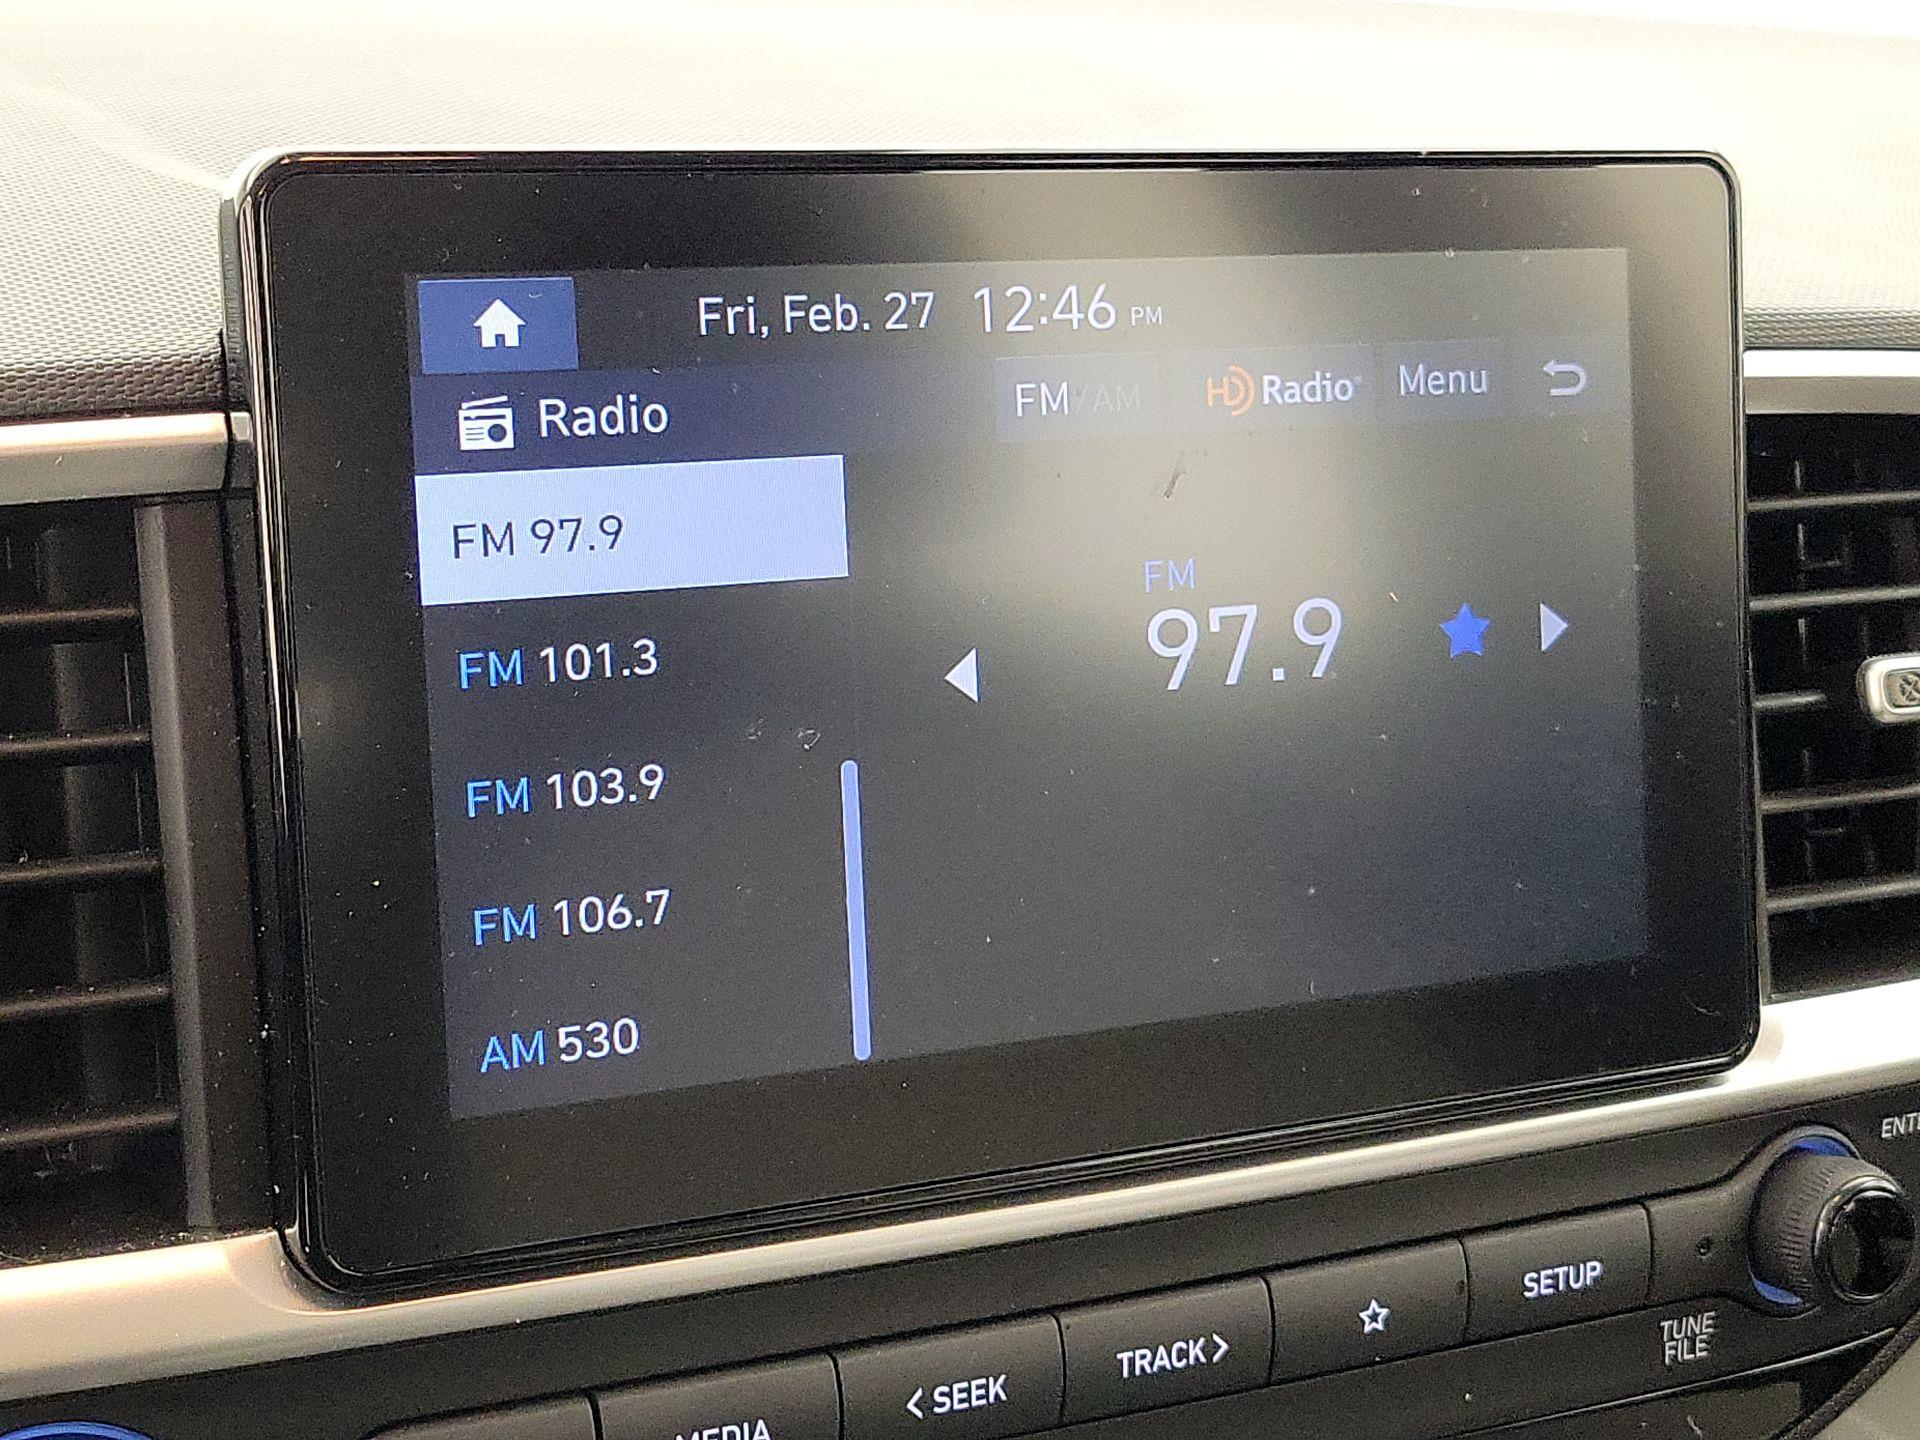 Fri, Feb. 27 12:46 PM
Radio
FM/AM HD Radio Menu
FM 97.9
FM 101.3
FM 103.9
FM 106.7
AM 530
FM
97.9
MEDIA
< SEEK
TRACK >
SETUP
TUNE
FILE